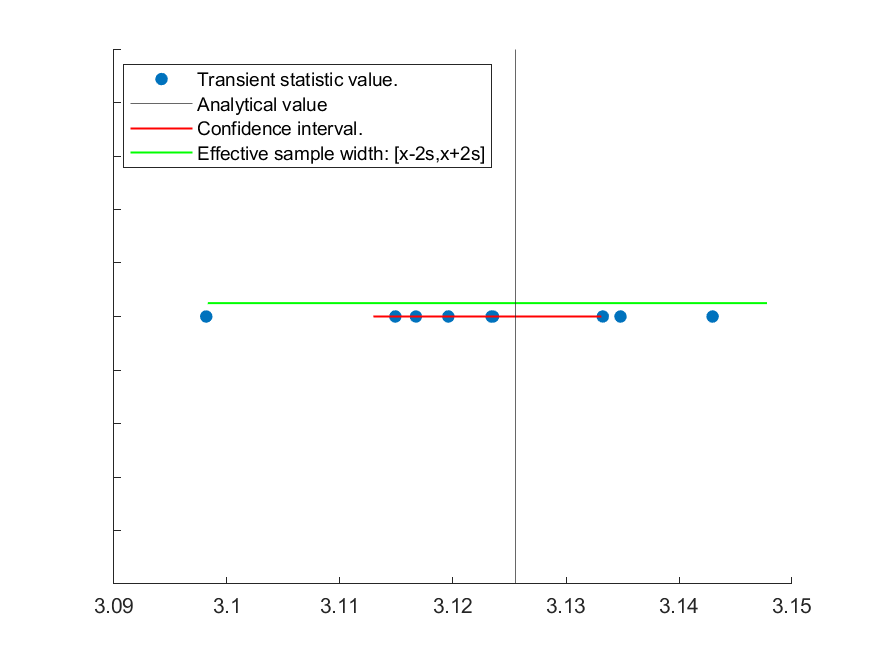 Transient statistic value.
Analytical value
Confidence interval.
Effective sample width: [x-2s,x+2s]
3.09 3.1 3.11 3.12 3.13 3.14 3.15